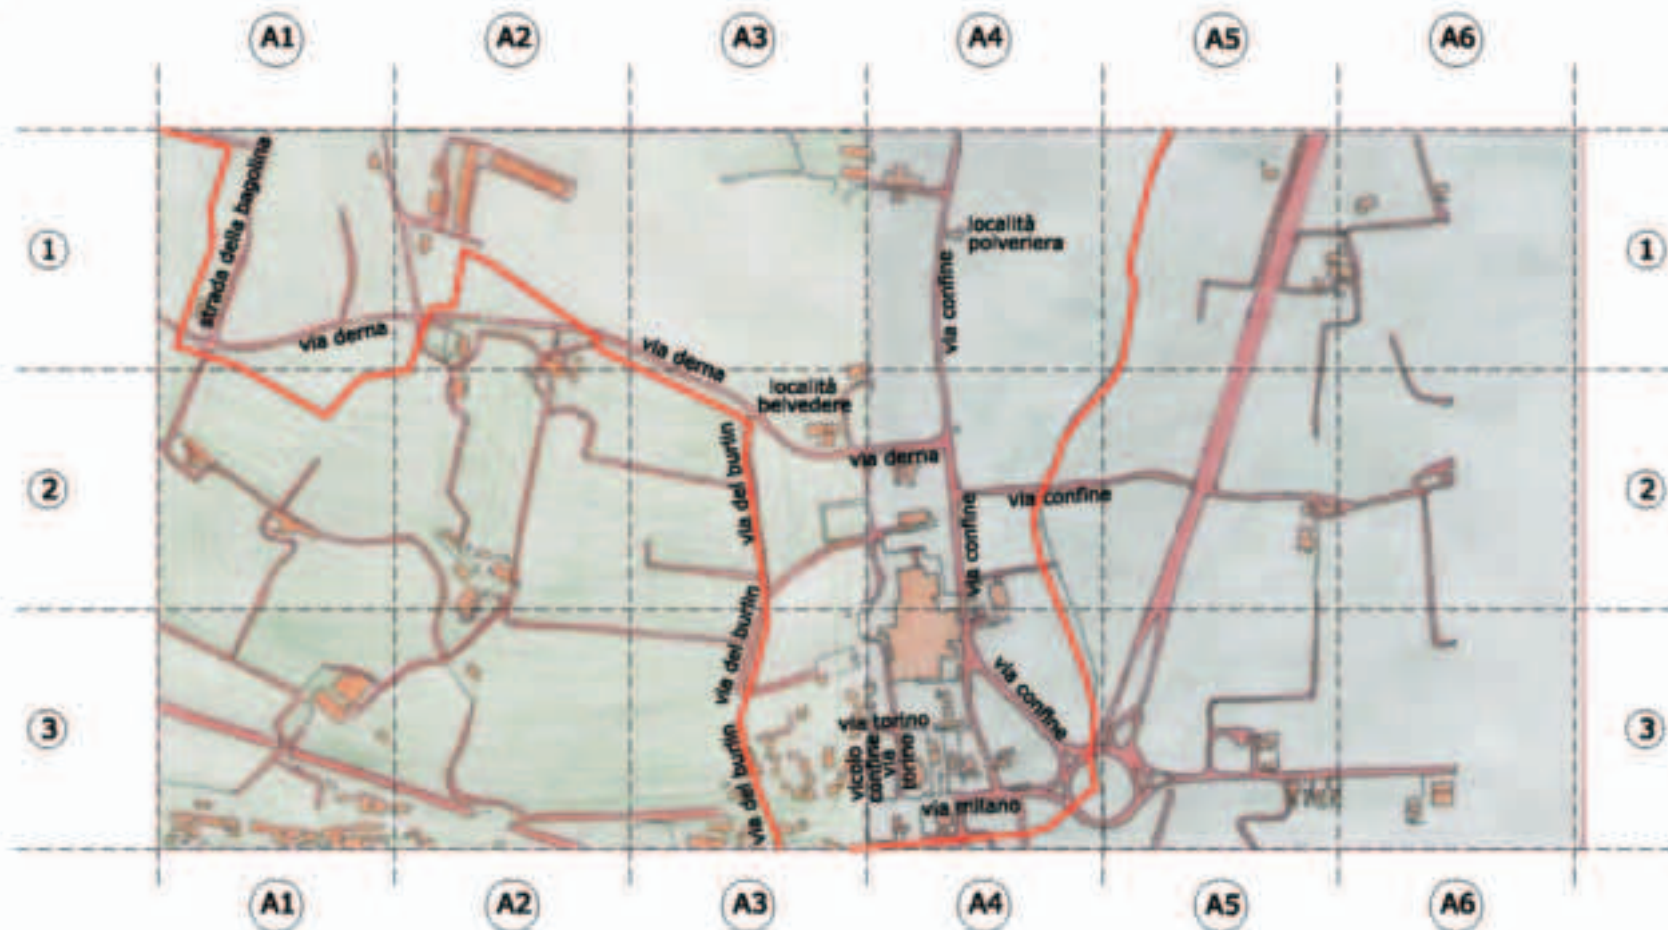 A1 A2 A3 A4 A5 A6
1 1
strada della bagolina
località
polveriera
via confine
via derna
via derna
località
belvedere
2 2
via del burlin
via derna
via confine
via confine
via del burlin
3 3
via confine
via torino
vicolo
confine
via
torino
via del burlin
via milano
A1 A2 A3 A4 A5 A6